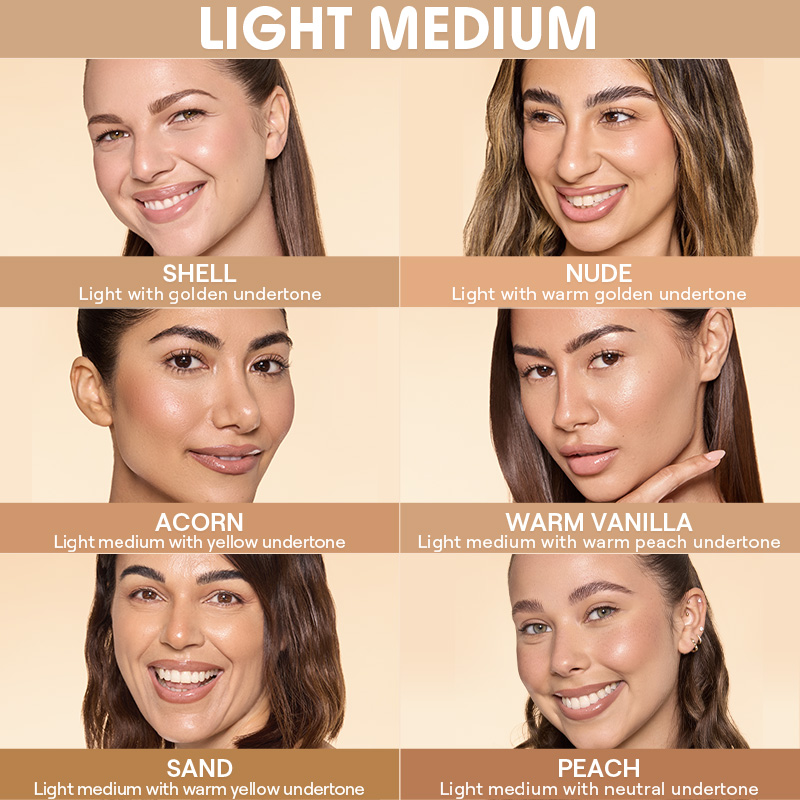 LIGHT MEDIUM
SHELL
Light with golden undertone
NUDE
Light with warm golden undertone
ACORN
Light medium with yellow undertone
WARM VANILLA
Light medium with warm peach undertone
SAND
Light medium with warm yellow undertone
PEACH
Light medium with neutral undertone